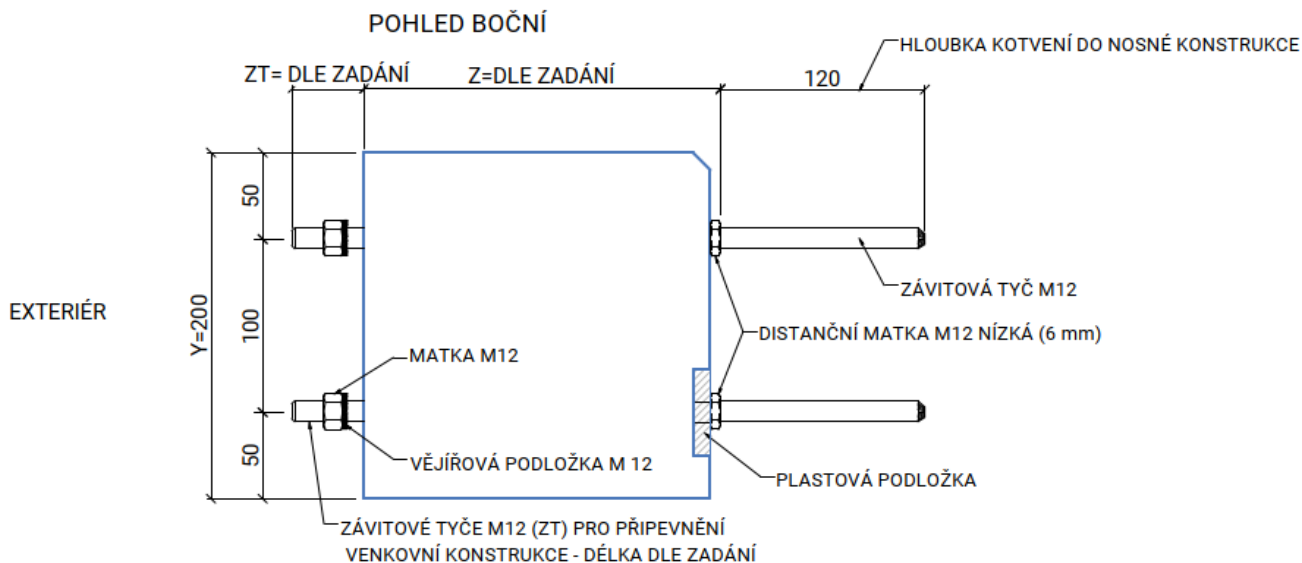 POHLED BOČNÍ
HLOUBKA KOTVENÍ DO NOSNÉ KONSTRUKCE
ZT= DLE ZADÁNÍ
Z=DLE ZADÁNÍ
120
50
100
Y=200
50
EXTERIÉR
ZÁVITOVÁ TYČ M12
DISTANČNÍ MATKA M12 NÍZKÁ (6 mm)
MATKA M12
VĚJÍŘOVÁ PODLOŽKA M 12
PLASTOVÁ PODLOŽKA
ZÁVITOVÉ TYČE M12 (ZT) PRO PŘIPEVNĚNÍ
VENKOVNÍ KONSTRUKCE - DÉLKA DLE ZADÁNÍ